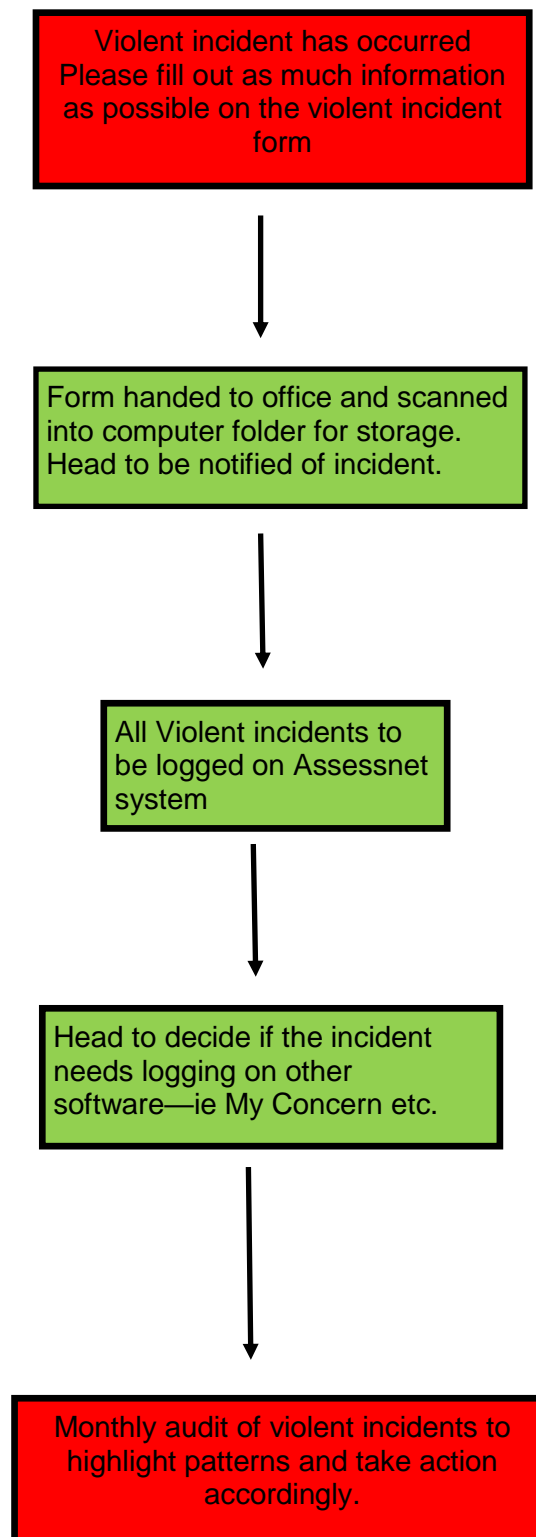 Violent incident has occurred
Please fill out as much information
as possible on the violent incident
form
Form handed to office and scanned
into computer folder for storage.
Head to be notified of incident.
All Violent incidents to
be logged on Assessnet
system
Head to decide if the incident
needs logging on other
software—ie My Concern etc.
Monthly audit of violent incidents to
highlight patterns and take action
accordingly.